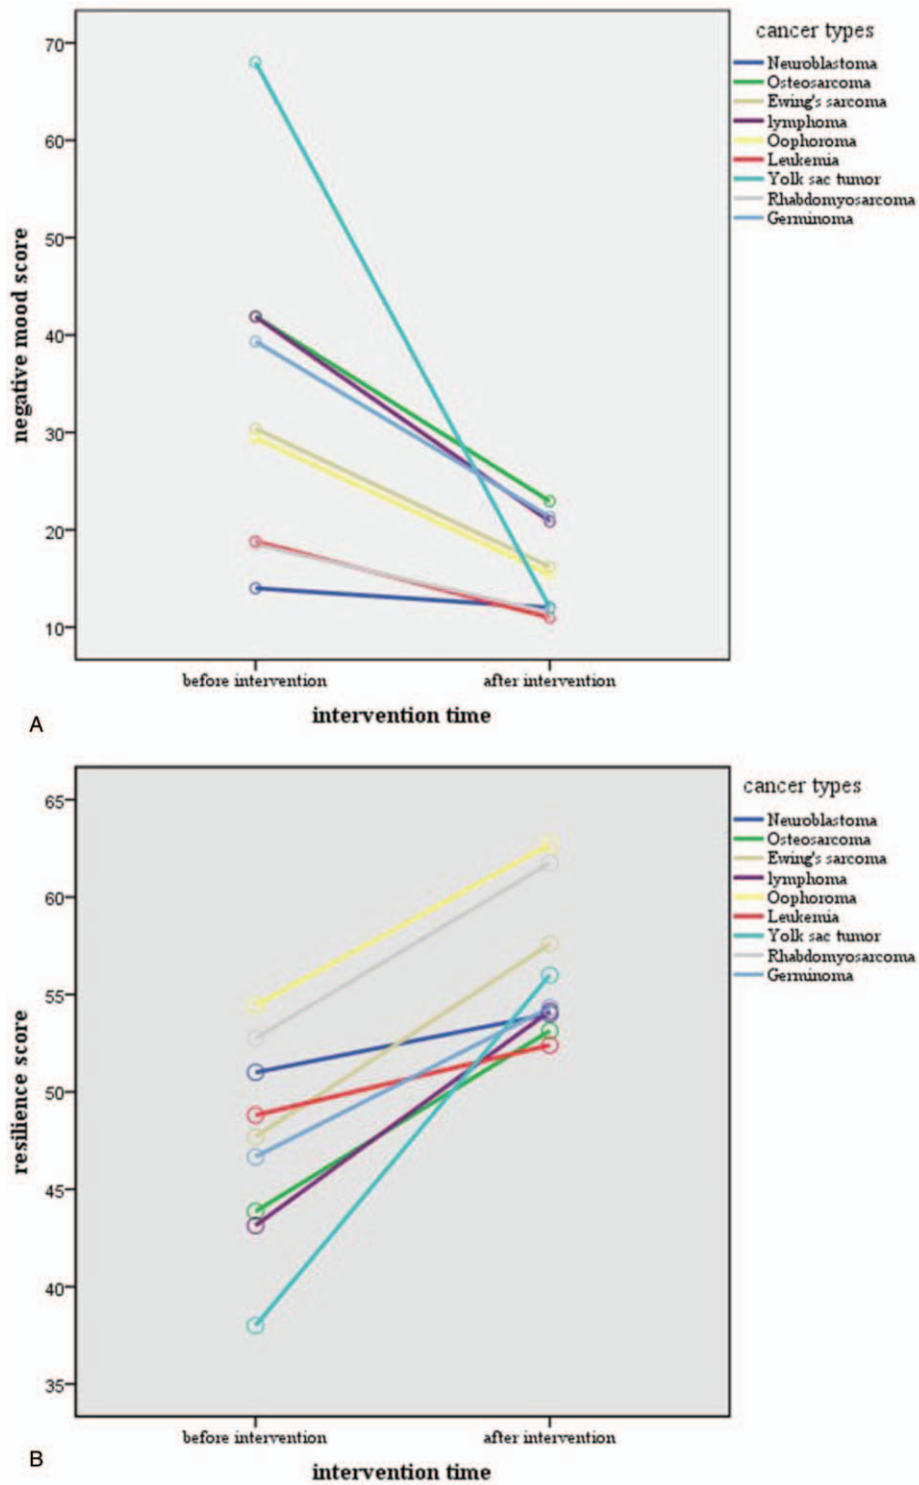 cancer types
Neuroblastoma
Osteosarcoma
Ewing's sarcoma
lymphoma
Oophoroma
Leukemia
Yolk sac tumor
Rhabdomyosarcoma
Germinoma
negative mood score
70
60
50
40
30
20
10
before intervention
after intervention
intervention time
A
cancer types
Neuroblastoma
Osteosarcoma
Ewing's sarcoma
lymphoma
Oophoroma
Leukemia
Yolk sac tumor
Rhabdomyosarcoma
Germinoma
resilience score
65
60
55
50
45
40
35
before intervention
after intervention
intervention time
B